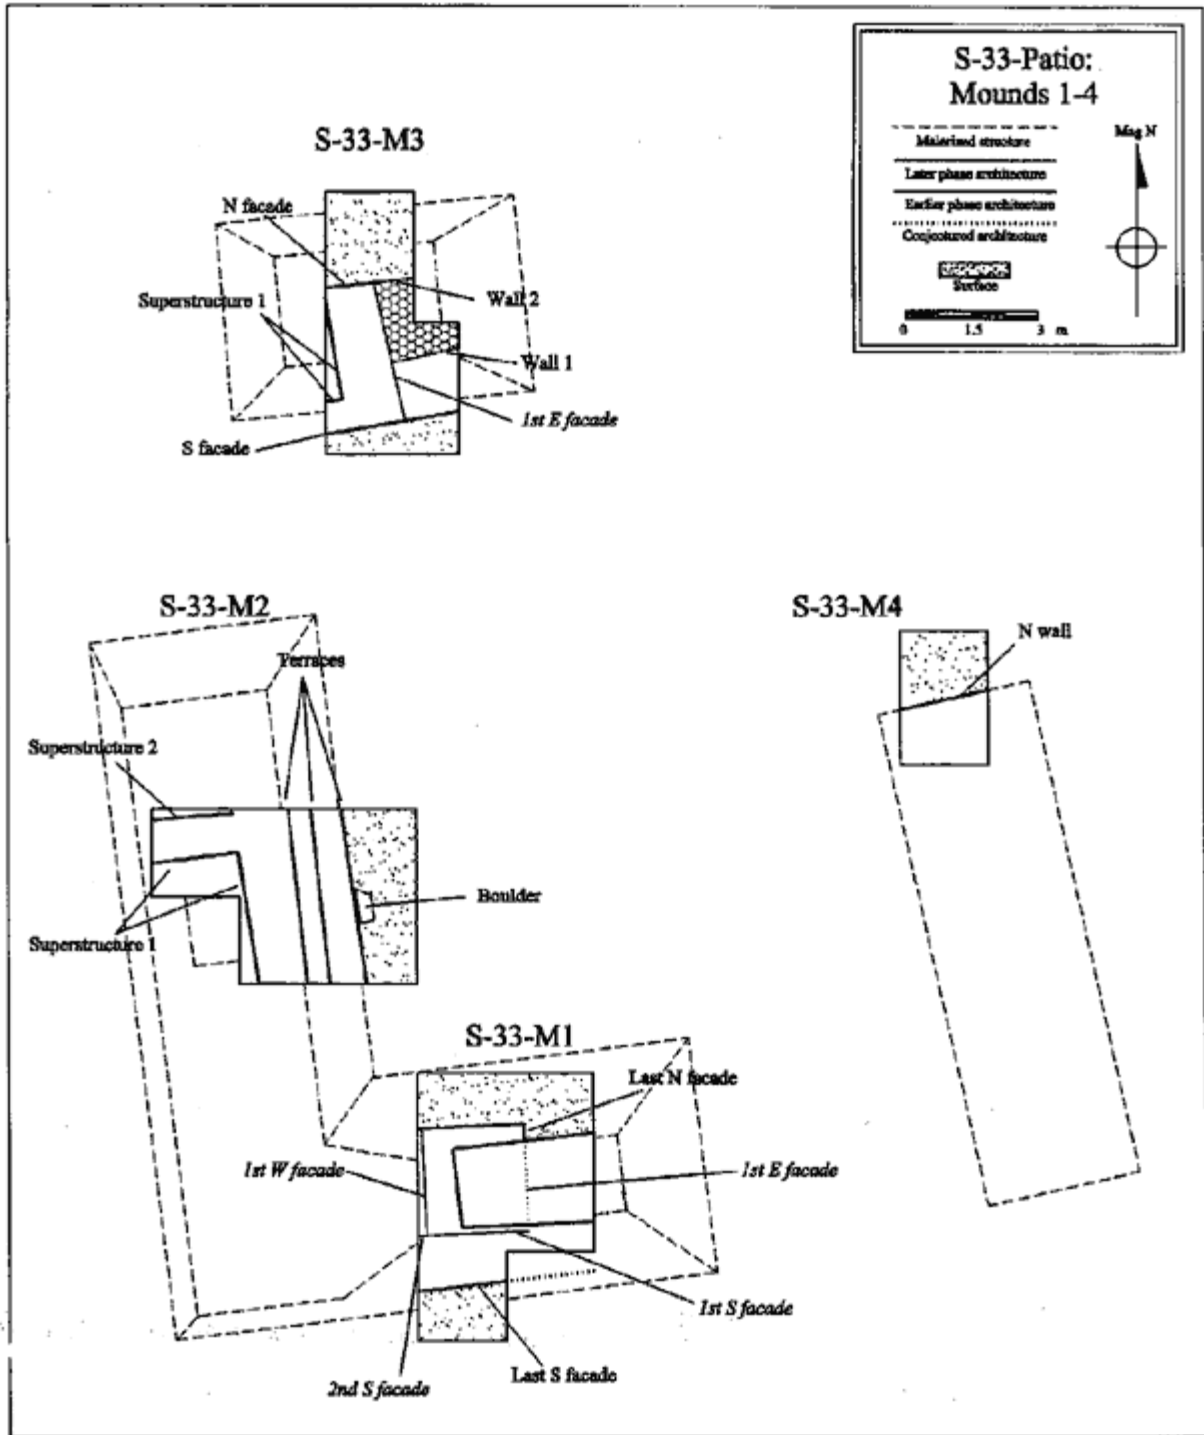 S-33-Patio:
Mounds 1-4
Mag N
Malerized structure
Later phase architecture
Earlier phase architecture
Conjectured architecture
Surface
0 1.5 3 m
S-33-M3
N facade
Superstructure 1
Wall 2
Wall 1
1st E facade
S facade
S-33-M2
Terraces
Superstructure 2
Boulder
Superstructure 1
S-33-M4
N wall
S-33-M1
Last N facade
1st W facade
1st E facade
1st S facade
Last S facade
2nd S facade